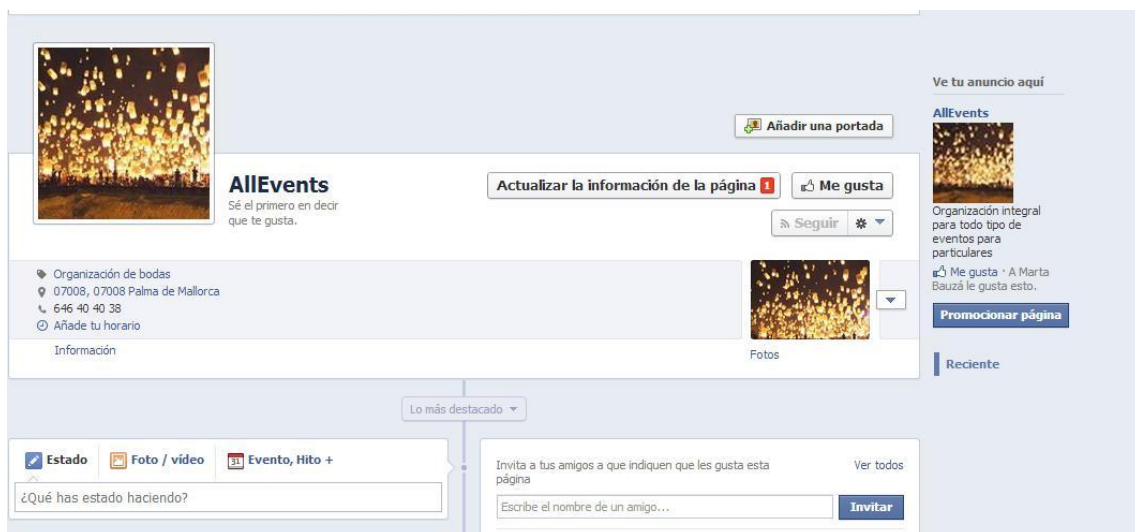 Añadir una portada
AllEvents
Sé el primero en decir
que te gusta.
Actualizar la información de la página 1
Me gusta
Seguir
Organización de bodas
07008, 07008 Palma de Mallorca
646 40 40 38
Añade tu horario
Información
Fotos
Lo más destacado
Estado
Foto / vídeo
31 Evento, Hito +
¿Qué has estado haciendo?
Invita a tus amigos a que indiquen que les gusta esta
página
Ver todos
Escribe el nombre de un amigo...
Invitar
Ve tu anuncio aquí
AllEvents
Organización integral
para todo tipo de
eventos para
particulares
Me gusta · A Marta
Bauzá le gusta esto.
Promocionar página
Reciente